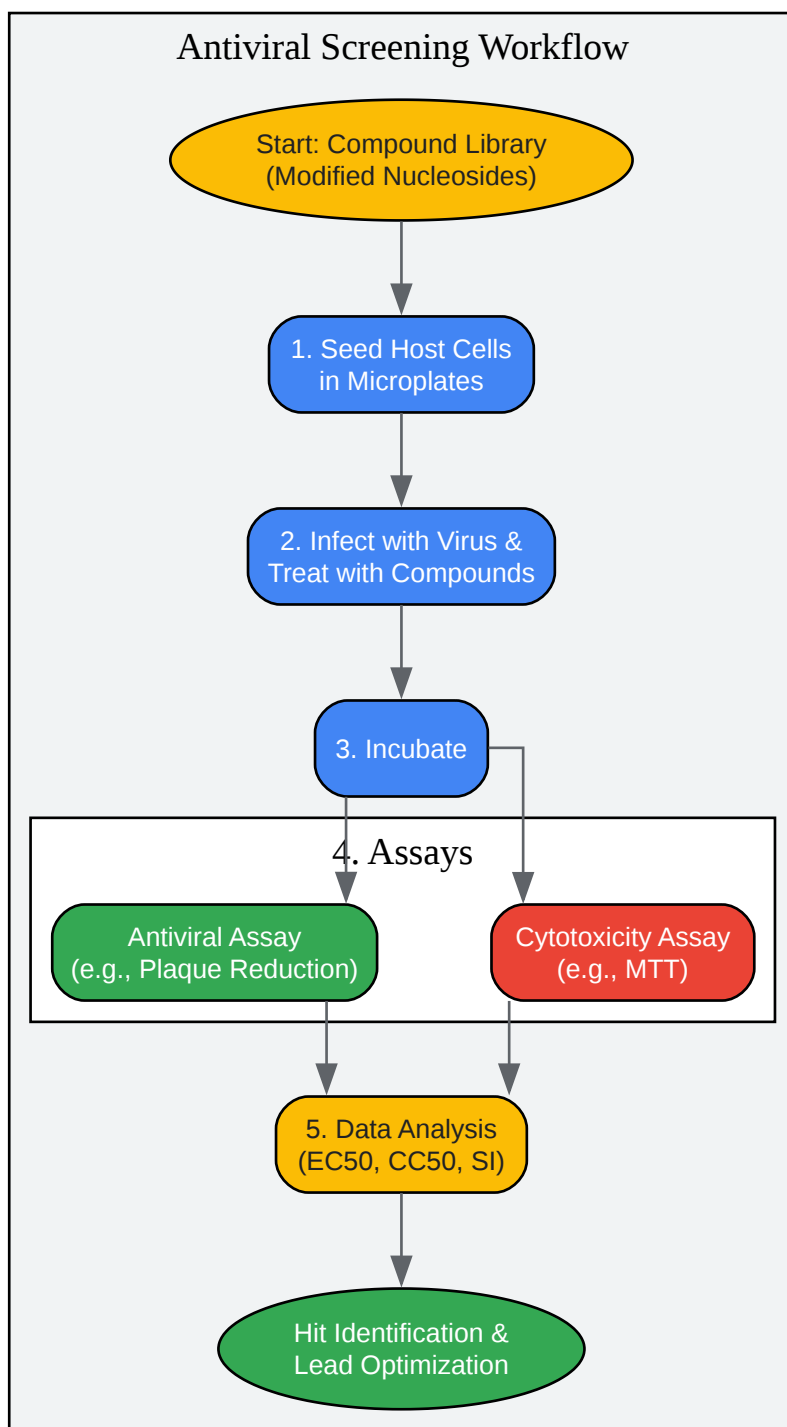 Antiviral Screening Workflow
Start: Compound Library
(Modified Nucleosides)
1. Seed Host Cells
in Microplates
2. Infect with Virus &
Treat with Compounds
3. Incubate
4. Assays
Antiviral Assay
(e.g., Plaque Reduction)
Cytotoxicity Assay
(e.g., MTT)
5. Data Analysis
(EC50, CC50, SI)
Hit Identification &
Lead Optimization